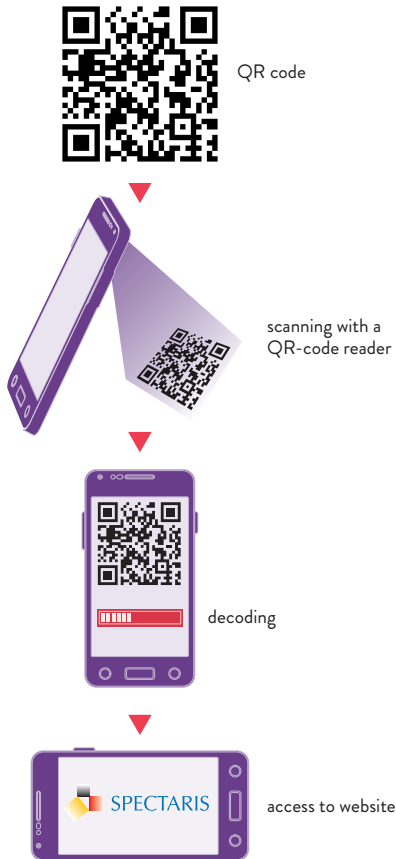 QR code
scanning with a
QR-code reader
decoding
SPECTARIS
access to website